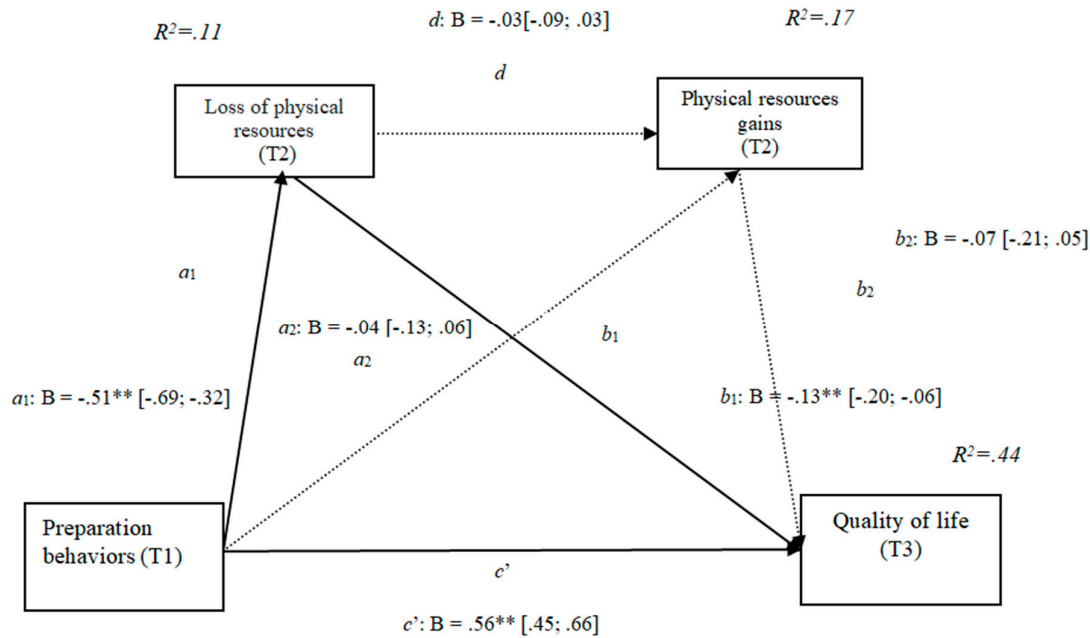 d: B = -.03[-.09; .03]
R²=.11
R²=.17
d
Loss of physical
resources
(T2)
Physical resources
gains
(T2)
b₂: B = -.07 [-.21; .05]
a₁
b₂
a₂: B = -.04 [-.13; .06]
b₁
a₂
a₁: B = -.51** [-.69; -.32]
b₁: B = -.13** [-.20; -.06]
R²=.44
Preparation
behaviors (T1)
Quality of life
(T3)
c’
c’: B = .56** [.45; .66]